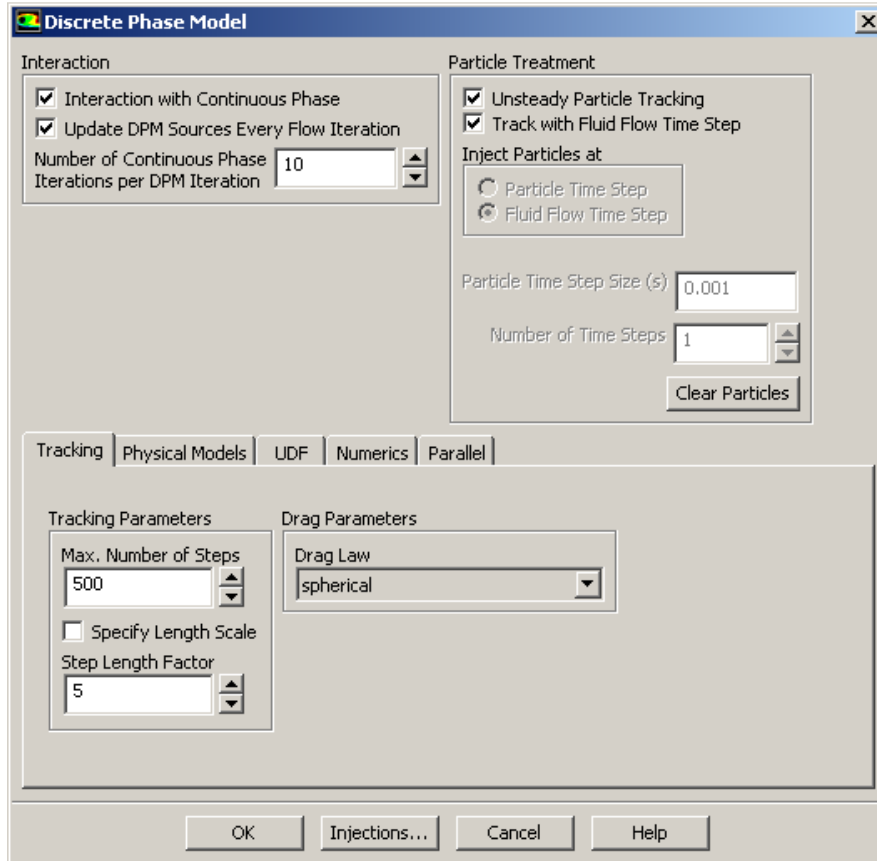 Discrete Phase Model
Interaction
Interaction with Continuous Phase
Update DPM Sources Every Flow Iteration
Number of Continuous Phase
Iterations per DPM Iteration
10
Particle Treatment
Unsteady Particle Tracking
Track with Fluid Flow Time Step
Inject Particles at
Particle Time Step
Fluid Flow Time Step
Particle Time Step Size (s)
0.001
Number of Time Steps
1
Clear Particles
Tracking
Physical Models
UDF
Numerics
Parallel
Tracking Parameters
Max. Number of Steps
500
Specify Length Scale
Step Length Factor
5
Drag Parameters
Drag Law
spherical
OK
Injections...
Cancel
Help